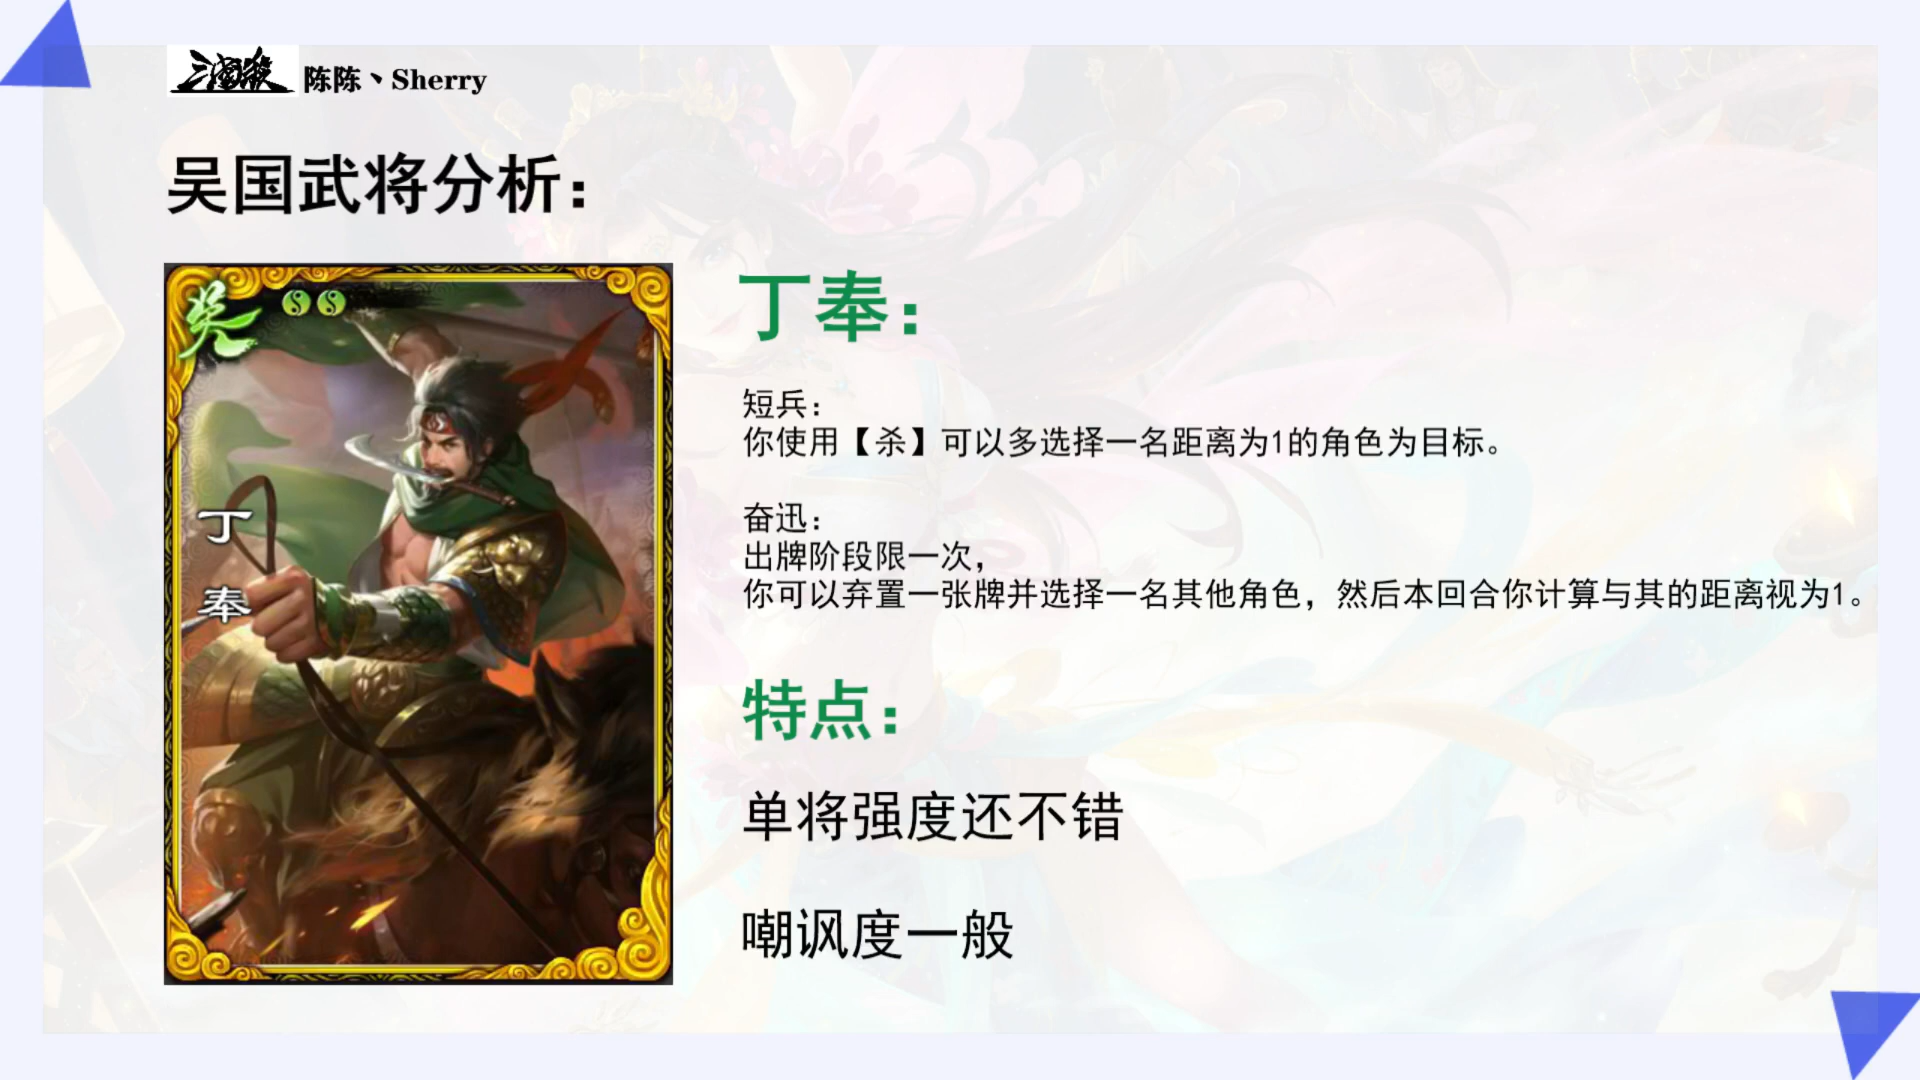 三国杀 陈陈丶Sherry
吴国武将分析：
吴
丁奉
丁奉：
短兵：
你使用【杀】可以多选择一名距离为1的角色为目标。
奋迅：
出牌阶段限一次，
你可以弃置一张牌并选择一名其他角色，然后本回合你计算与其的距离视为1。
特点：
单将强度还不错
嘲讽度一般